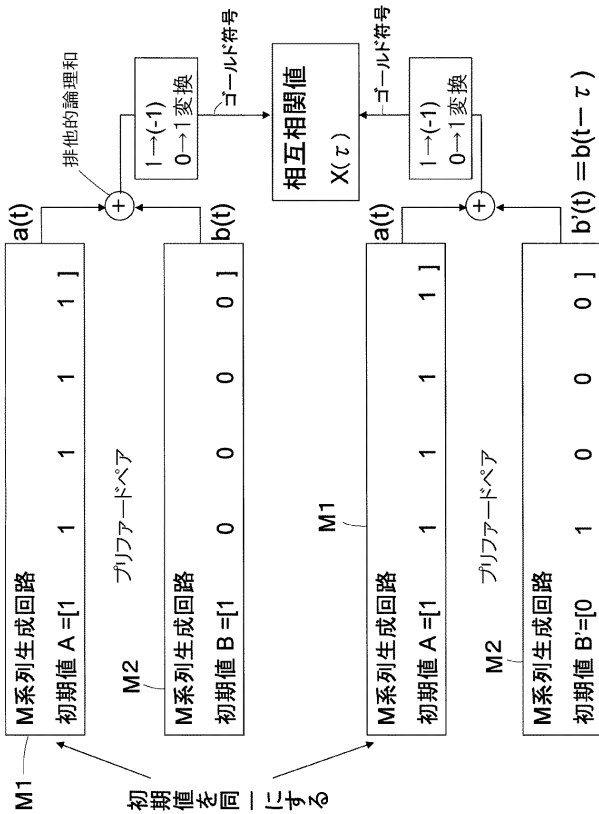 初期値を同一にする
M1
M系列生成回路
初期値 A =[1 1 1 1 1 ]
a(t)
プリファードペア
M2
M系列生成回路
初期値 B =[1 0 0 0 0 ]
b(t)
排他的論理和
+
1→(-1)
0→1 変換
ゴールド符号
相互相関値
X(τ)
M1
M系列生成回路
初期値 A =[1 1 1 1 1 ]
a(t)
プリファードペア
M2
M系列生成回路
初期値 B'=[0 1 0 0 0 ]
b'(t) =b(t-τ)
+
1→(-1)
0→1 変換
ゴールド符号